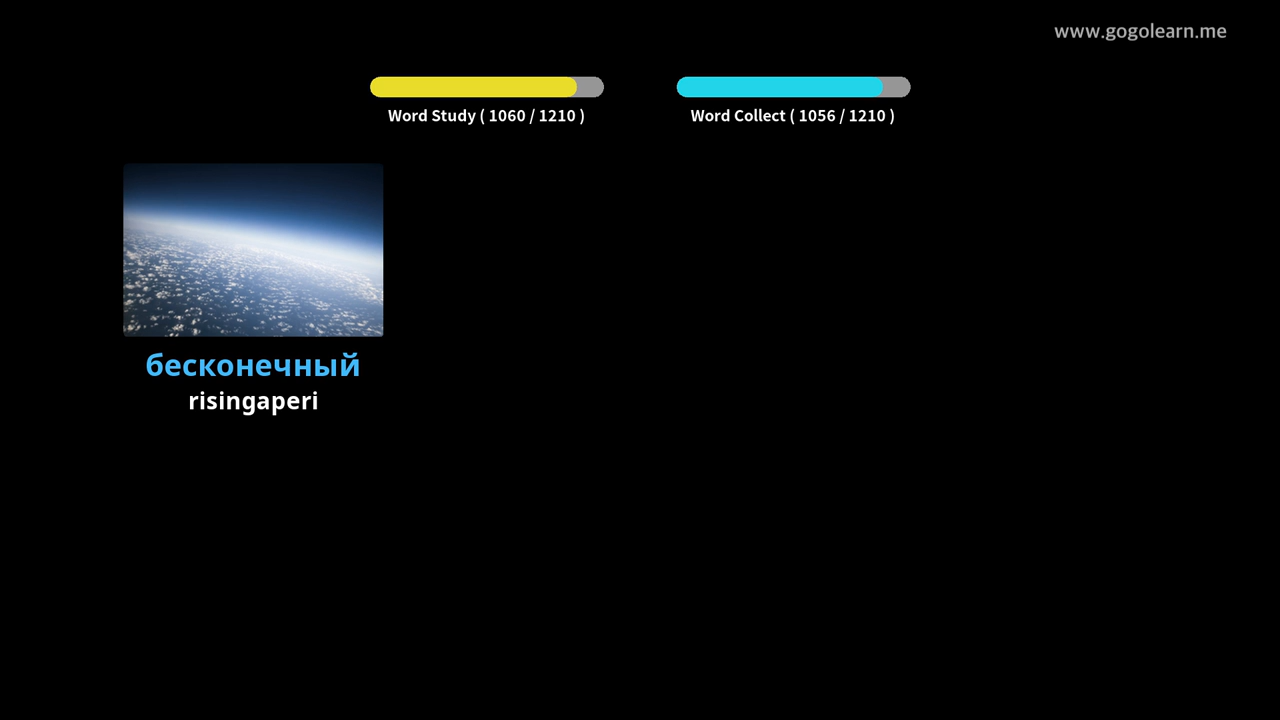 www.gogolearn.me
Word Study ( 1060 / 1210 )
Word Collect ( 1056 / 1210 )
бесконечный
risingaperi